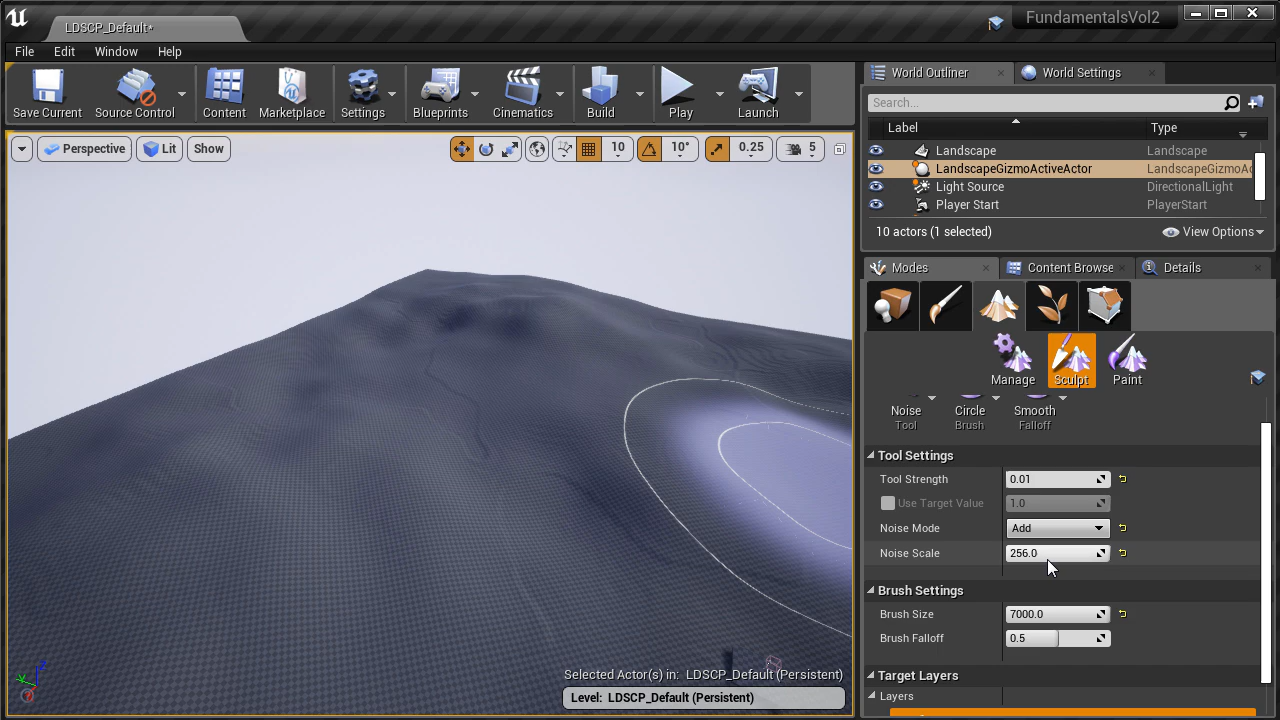 LDSCP_Default*
FundamentalsVol2
File Edit Window Help
Save Current Source Control Content Marketplace Settings Blueprints Cinematics Build Play Launch
Perspective Lit Show 10 10° 0.25 5
World Outliner World Settings
Search...
Label Type
Landscape Landscape
LandscapeGizmoActiveActor LandscapeGizmoAc
Light Source DirectionalLight
Player Start PlayerStart
10 actors (1 selected) View Options
Modes Content Browse Details
Manage Sculpt Paint
Noise Circle Smooth
Tool Brush Falloff
Tool Settings
Tool Strength 0.01
Use Target Value 1.0
Noise Mode Add
Noise Scale 256.0
Brush Settings
Brush Size 7000.0
Brush Falloff 0.5
Target Layers
Layers
Selected Actor(s) in: LDSCP_Default (Persistent)
Level: LDSCP_Default (Persistent)
Z
Y